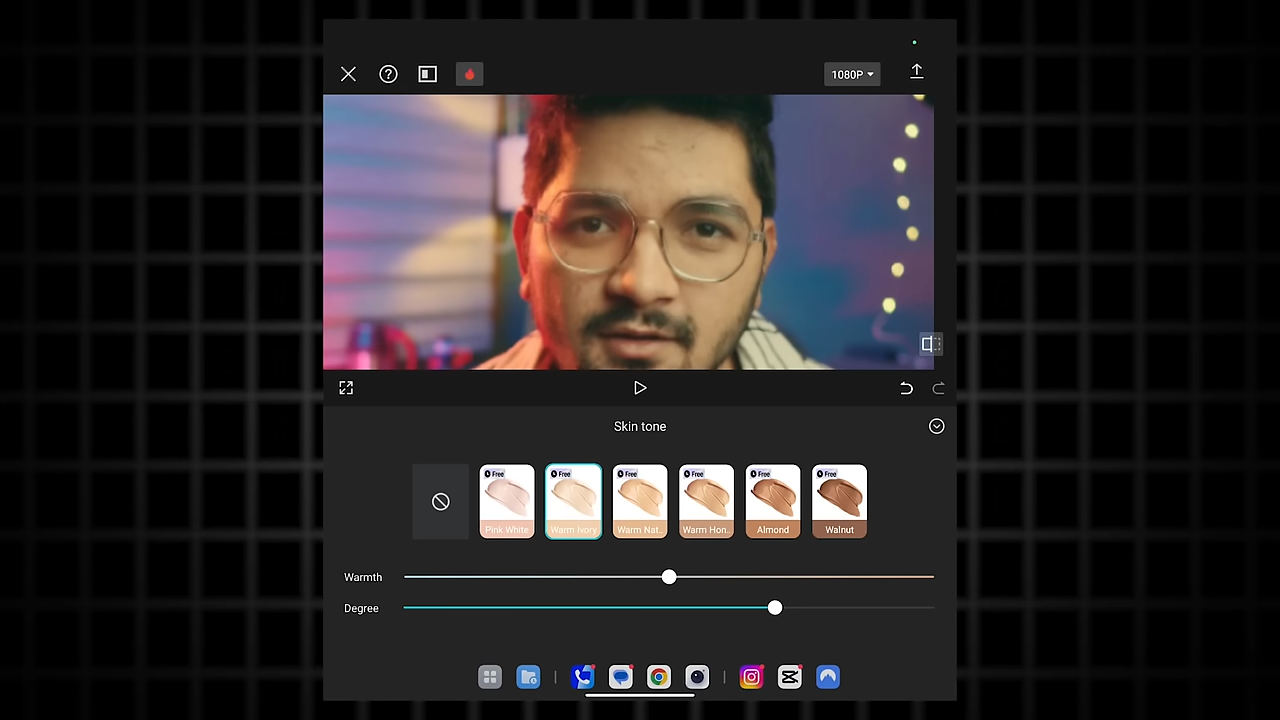 1080P
Skin tone
Free Free Free Free Free Free
Pink White Warm Ivory Warm Nat.. Warm Hon.. Almond Walnut
Warmth
Degree